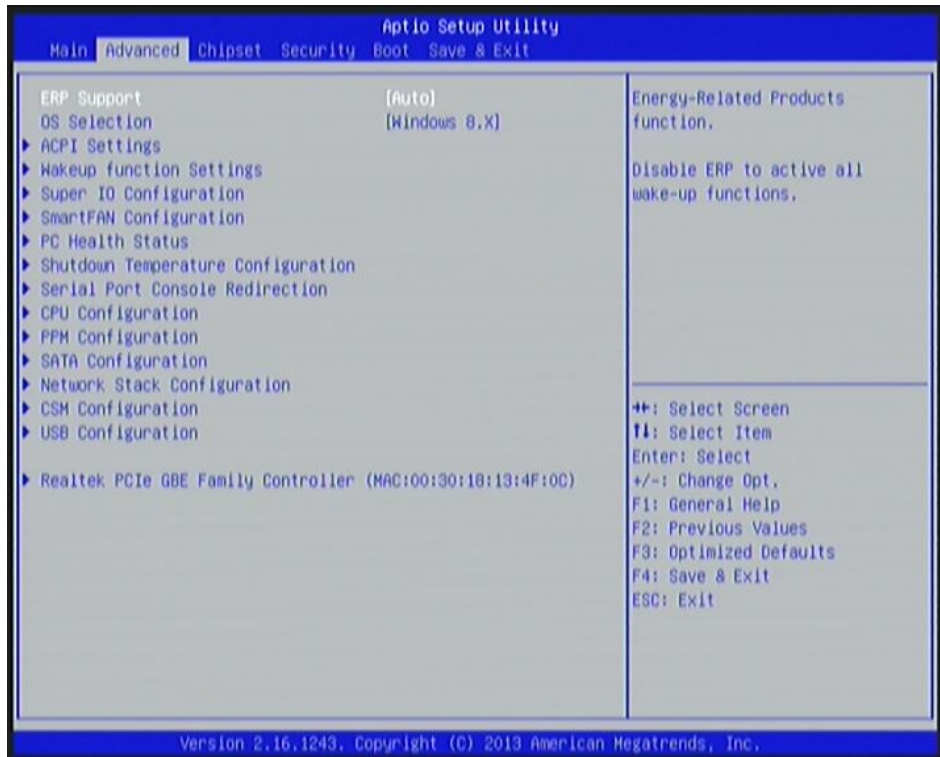 Aptio Setup Utility
Main Advanced Chipset Security Boot Save & Exit
ERP Support [Auto]
OS Selection [Windows 8.X]
ACPI Settings
Wakeup function Settings
Super IO Configuration
SmartFAN Configuration
PC Health Status
Shutdown Temperature Configuration
Serial Port Console Redirection
CPU Configuration
PPM Configuration
SATA Configuration
Network Stack Configuration
CSM Configuration
USB Configuration
Realtek PCIe GBE Family Controller (MAC:00:30:18:13:4F:0C)
Energy-Related Products
function.
Disable ERP to active all
wake-up functions.
→←: Select Screen
↑↓: Select Item
Enter: Select
+/-: Change Opt.
F1: General Help
F2: Previous Values
F3: Optimized Defaults
F4: Save & Exit
ESC: Exit
Version 2.16.1243. Copyright (C) 2013 American Megatrends, Inc.